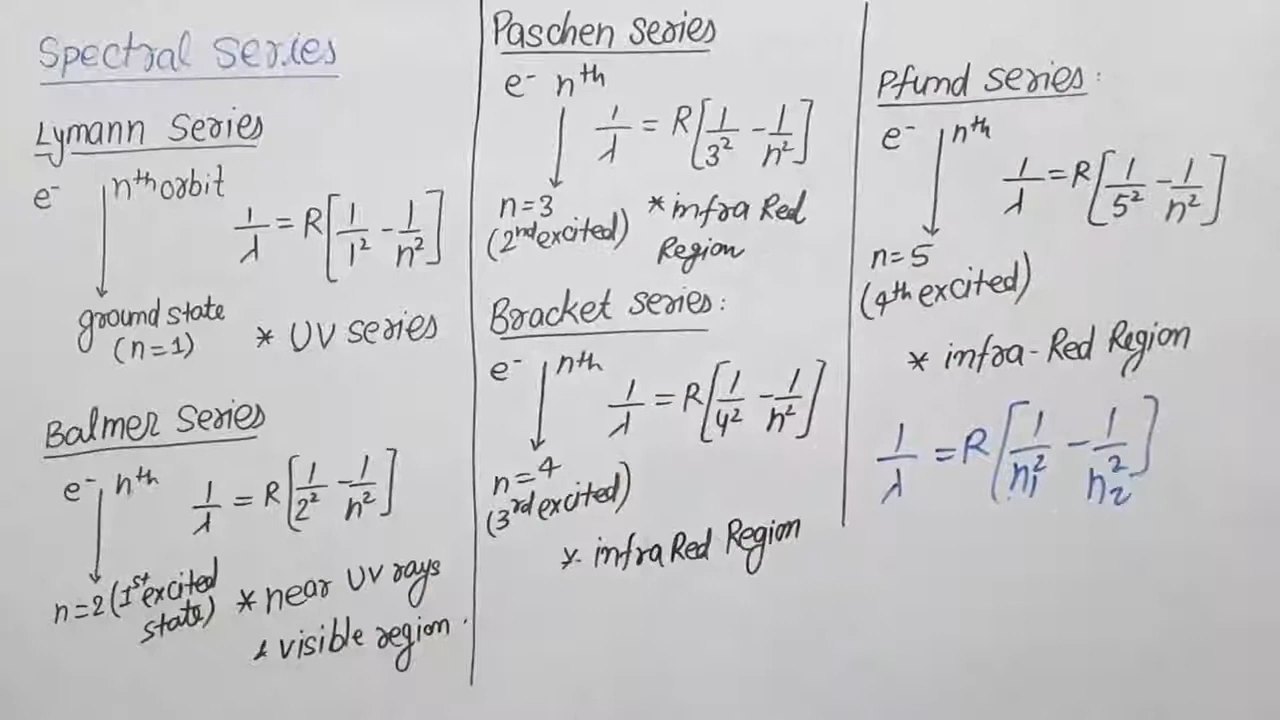 Spectral Series
Lymann Series
e⁻ nth orbit
1/λ = R[1/1² - 1/n²]
ground state
(n=1)
* UV series
Balmer Series
e⁻ nth
1/λ = R[1/2² - 1/n²]
n=2 (1st excited
state)
* near UV rays
& visible region.
Paschen series
e⁻ nth
1/λ = R[1/3² - 1/n²]
n=3
(2nd excited)
* infra Red
Region
Bracket series:
e⁻ nth
1/λ = R[1/4² - 1/n²]
n=4
(3rd excited)
* infra Red Region
Pfund series:
e⁻ nth
1/λ = R[1/5² - 1/n²]
n=5
(4th excited)
* infra-Red Region
1/λ = R[1/n₁² - 1/n₂²]